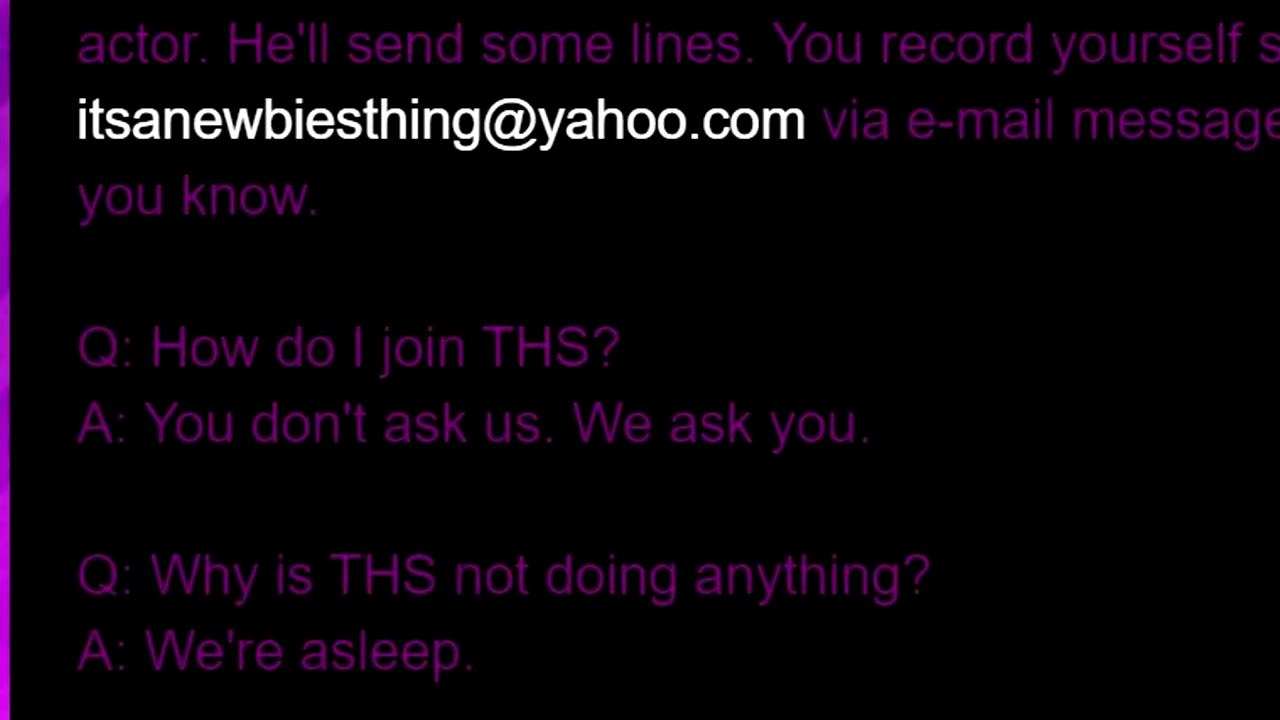 actor. He'll send some lines. You record yourself
itsanewbiesthing@yahoo.com via e-mail message
you know.
Q: How do I join THS?
A: You don't ask us. We ask you.
Q: Why is THS not doing anything?
A: We're asleep.